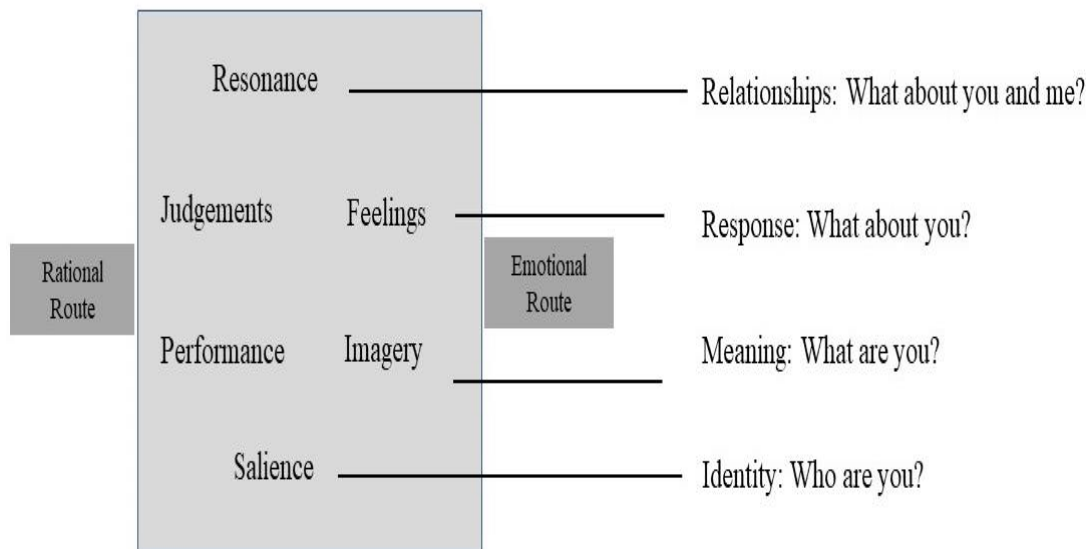 Resonance
Relationships: What about you and me?
Judgements Feelings
Response: What about you?
Rational
Route
Emotional
Route
Performance Imagery
Meaning: What are you?
Salience
Identity: Who are you?